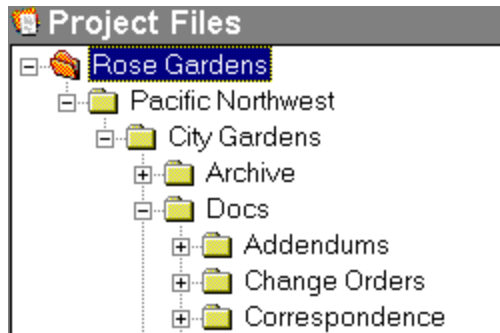 Project Files
Rose Gardens
Pacific Northwest
City Gardens
Archive
Docs
Addendums
Change Orders
Correspondence